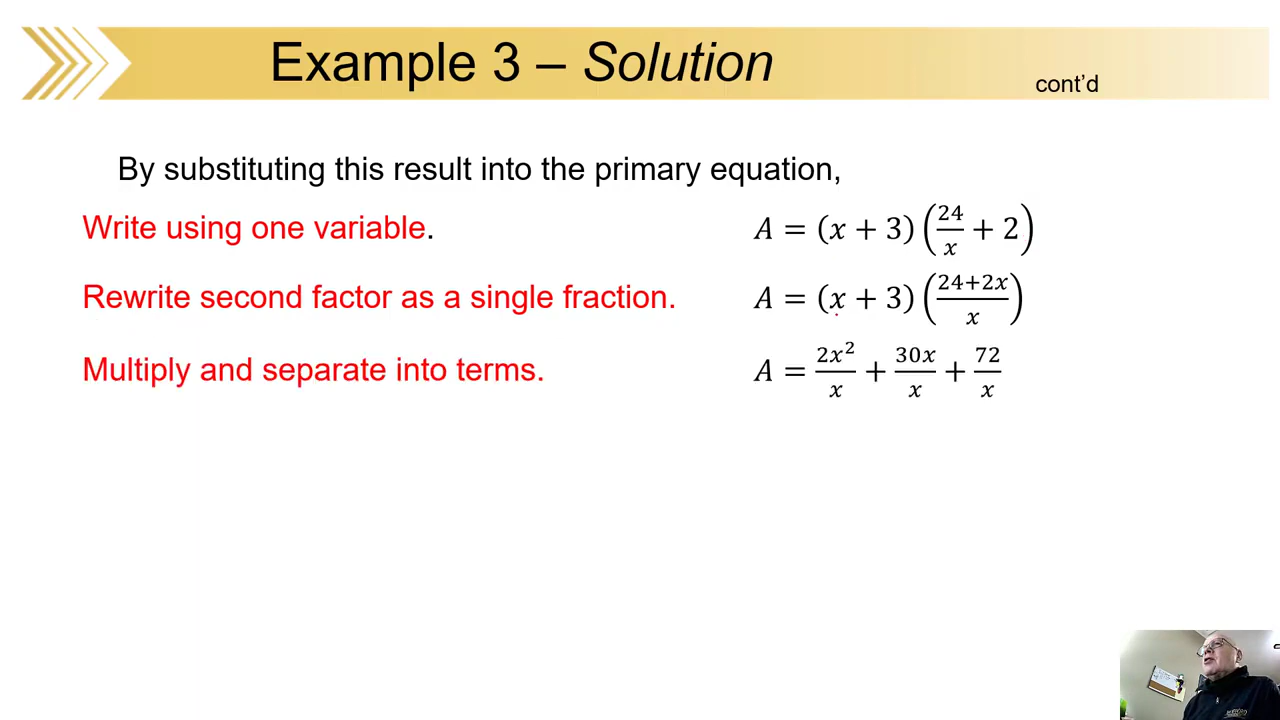 Example 3 – Solution
cont’d
By substituting this result into the primary equation,
Write using one variable. A = (x + 3)(24/x + 2)
Rewrite second factor as a single fraction. A = (x + 3)((24+2x)/x)
Multiply and separate into terms. A = 2x²/x + 30x/x + 72/x